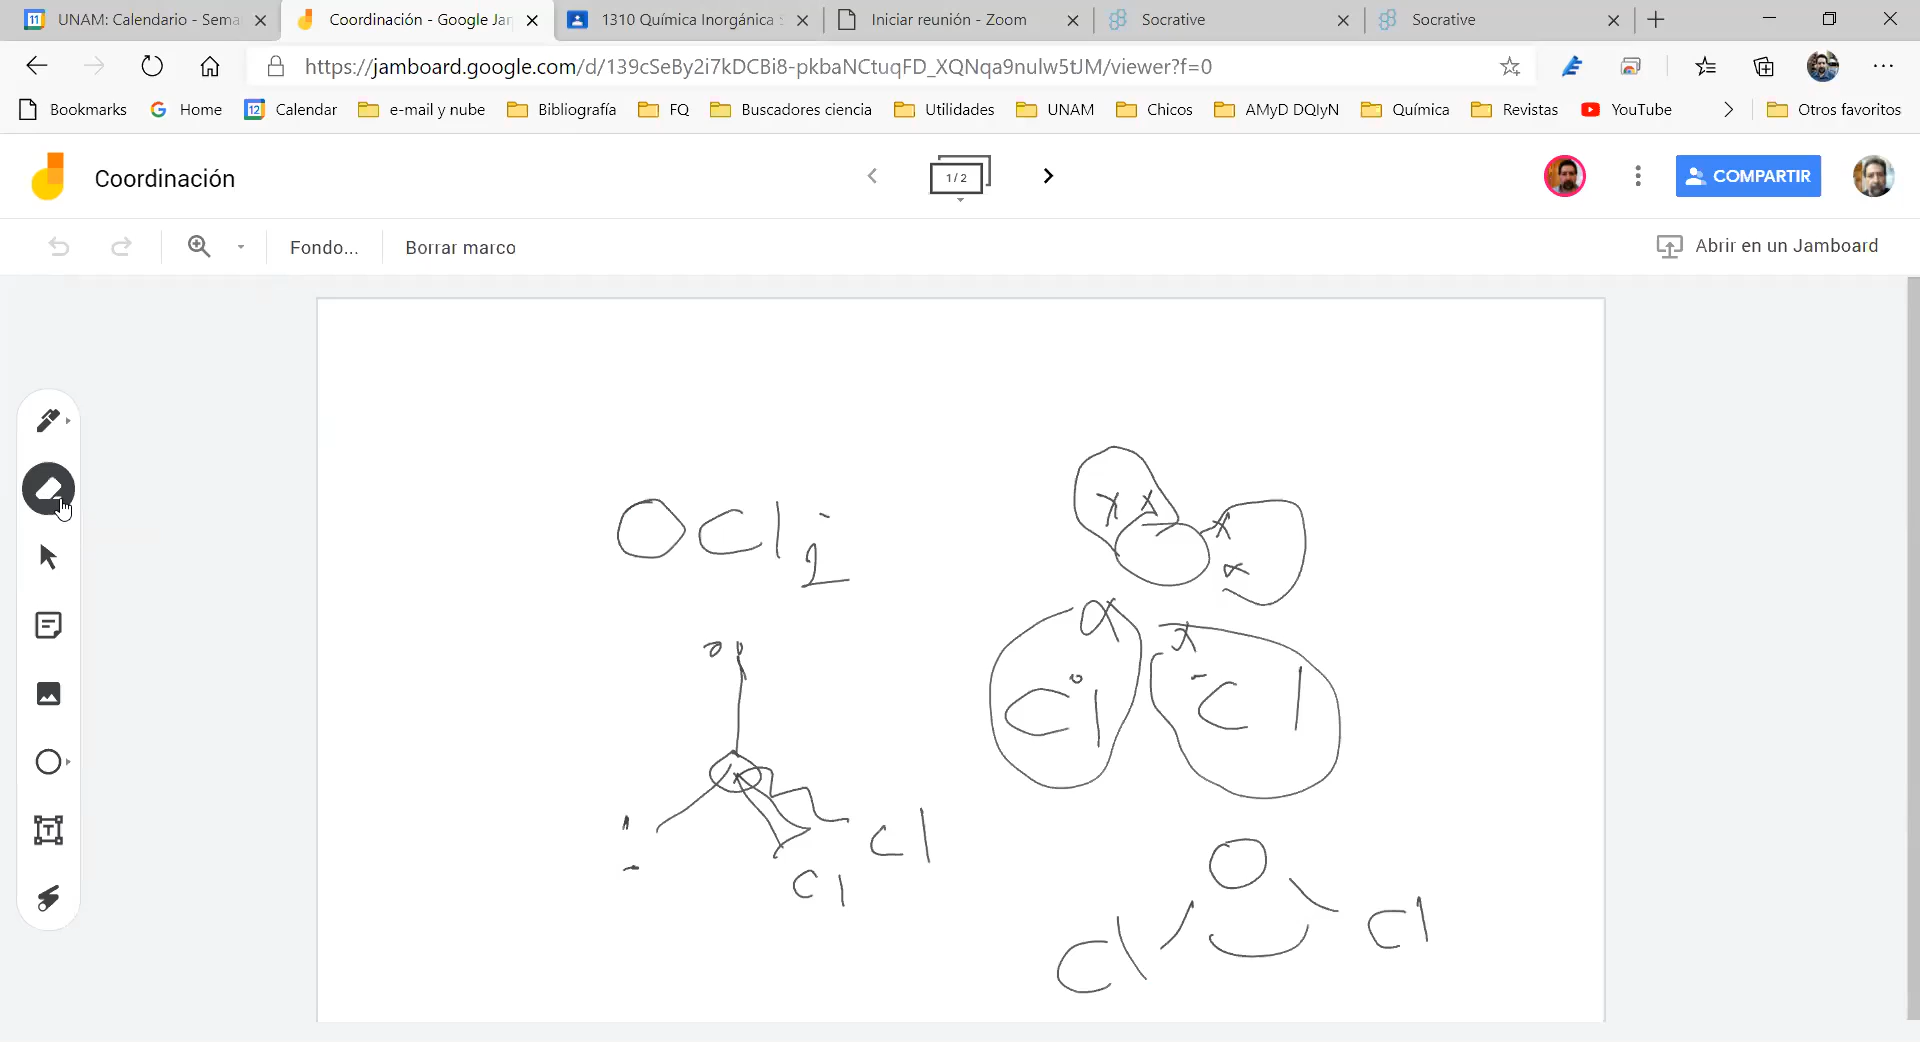 UNAM: Calendario - Sema
Coordinación - Google Jam
1310 Química Inorgánica
Iniciar reunión - Zoom
Socrative
Socrative
https://jamboard.google.com/d/139cSeBy2i7kDCBi8-pkbaNCtuqFD_XQNqa9nulw5tJM/viewer?f=0
Bookmarks
Home
Calendar
e-mail y nube
Bibliografía
FQ
Buscadores ciencia
Utilidades
UNAM
Chicos
AMyD DQIyN
Química
Revistas
YouTube
Otros favoritos
Coordinación
1 / 2
COMPARTIR
Fondo...
Borrar marco
Abrir en un Jamboard
OCl2
x x
x
x
x
x
Cl
Cl
Cl
Cl
O
Cl
Cl